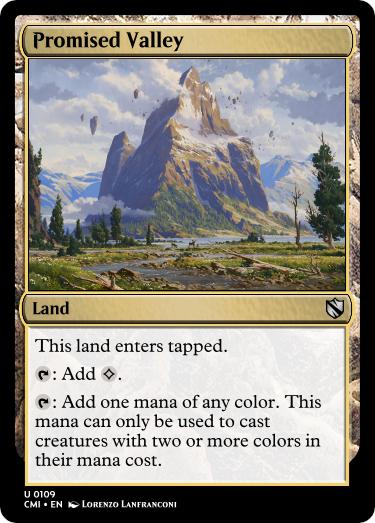 Promised Valley
Land
This land enters tapped.
: Add .
: Add one mana of any color. This
mana can only be used to cast
creatures with two or more colors in
their mana cost.
U 0109
CMI • EN Lorenzo Lanfranconi